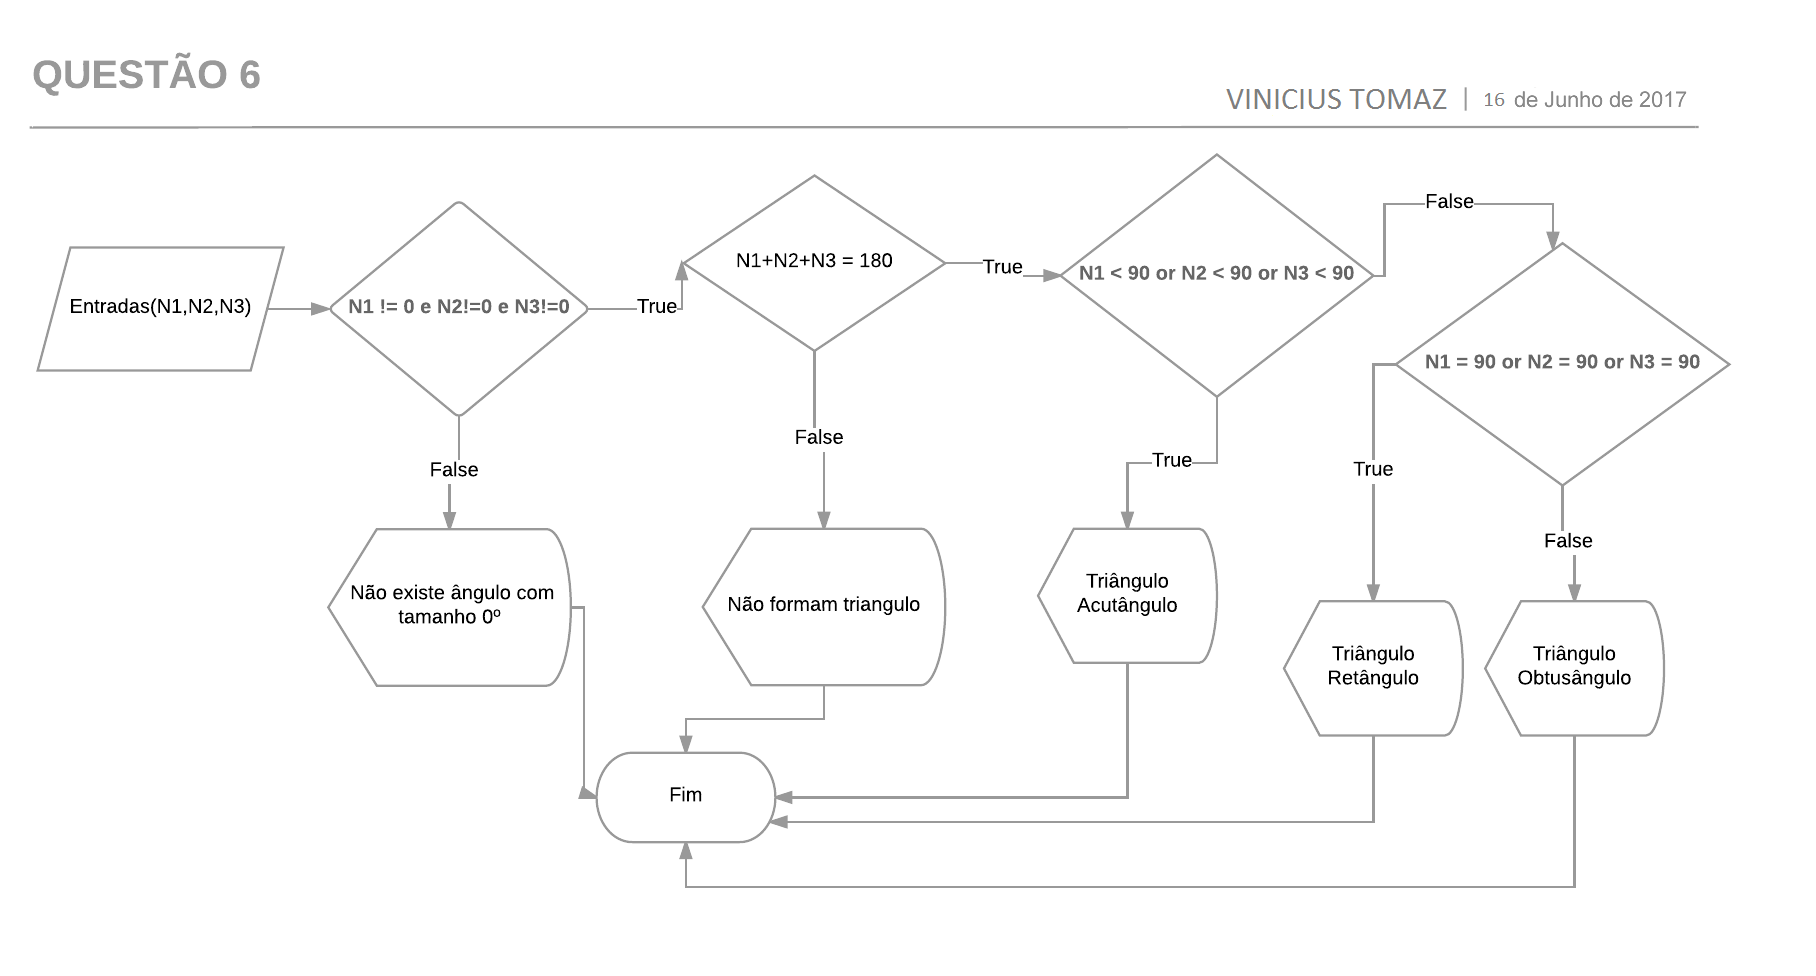 QUESTÃO 6
VINICIUS TOMAZ | 16 de Junho de 2017
Entradas(N1,N2,N3)
N1 != 0 e N2!=0 e N3!=0
True
False
N1+N2+N3 = 180
True
False
N1 < 90 or N2 < 90 or N3 < 90
False
True
N1 = 90 or N2 = 90 or N3 = 90
True
False
Não existe ângulo com
tamanho 0º
Não formam triangulo
Triângulo
Acutângulo
Triângulo
Retângulo
Triângulo
Obtusângulo
Fim